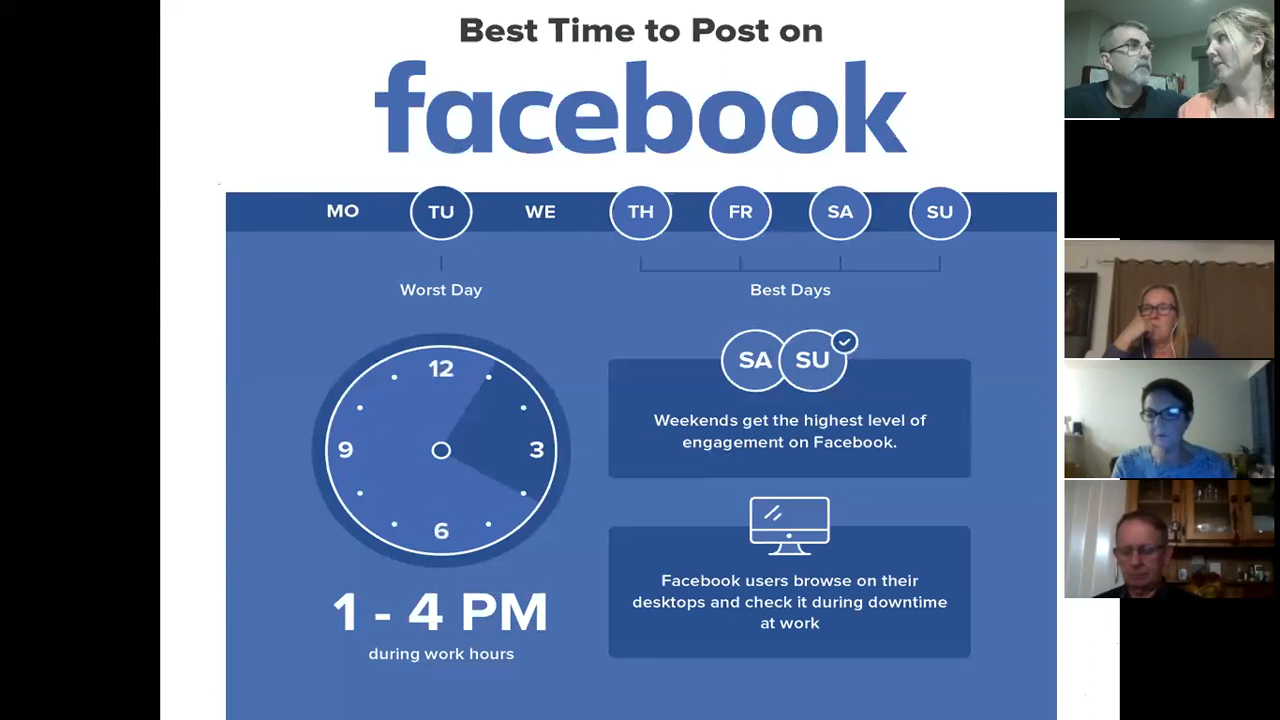 Best Time to Post on
facebook
MO TU WE TH FR SA SU
Worst Day
Best Days
12
3
6
9
1 - 4 PM
during work hours
SA SU
Weekends get the highest level of
engagement on Facebook.
Facebook users browse on their
desktops and check it during downtime
at work